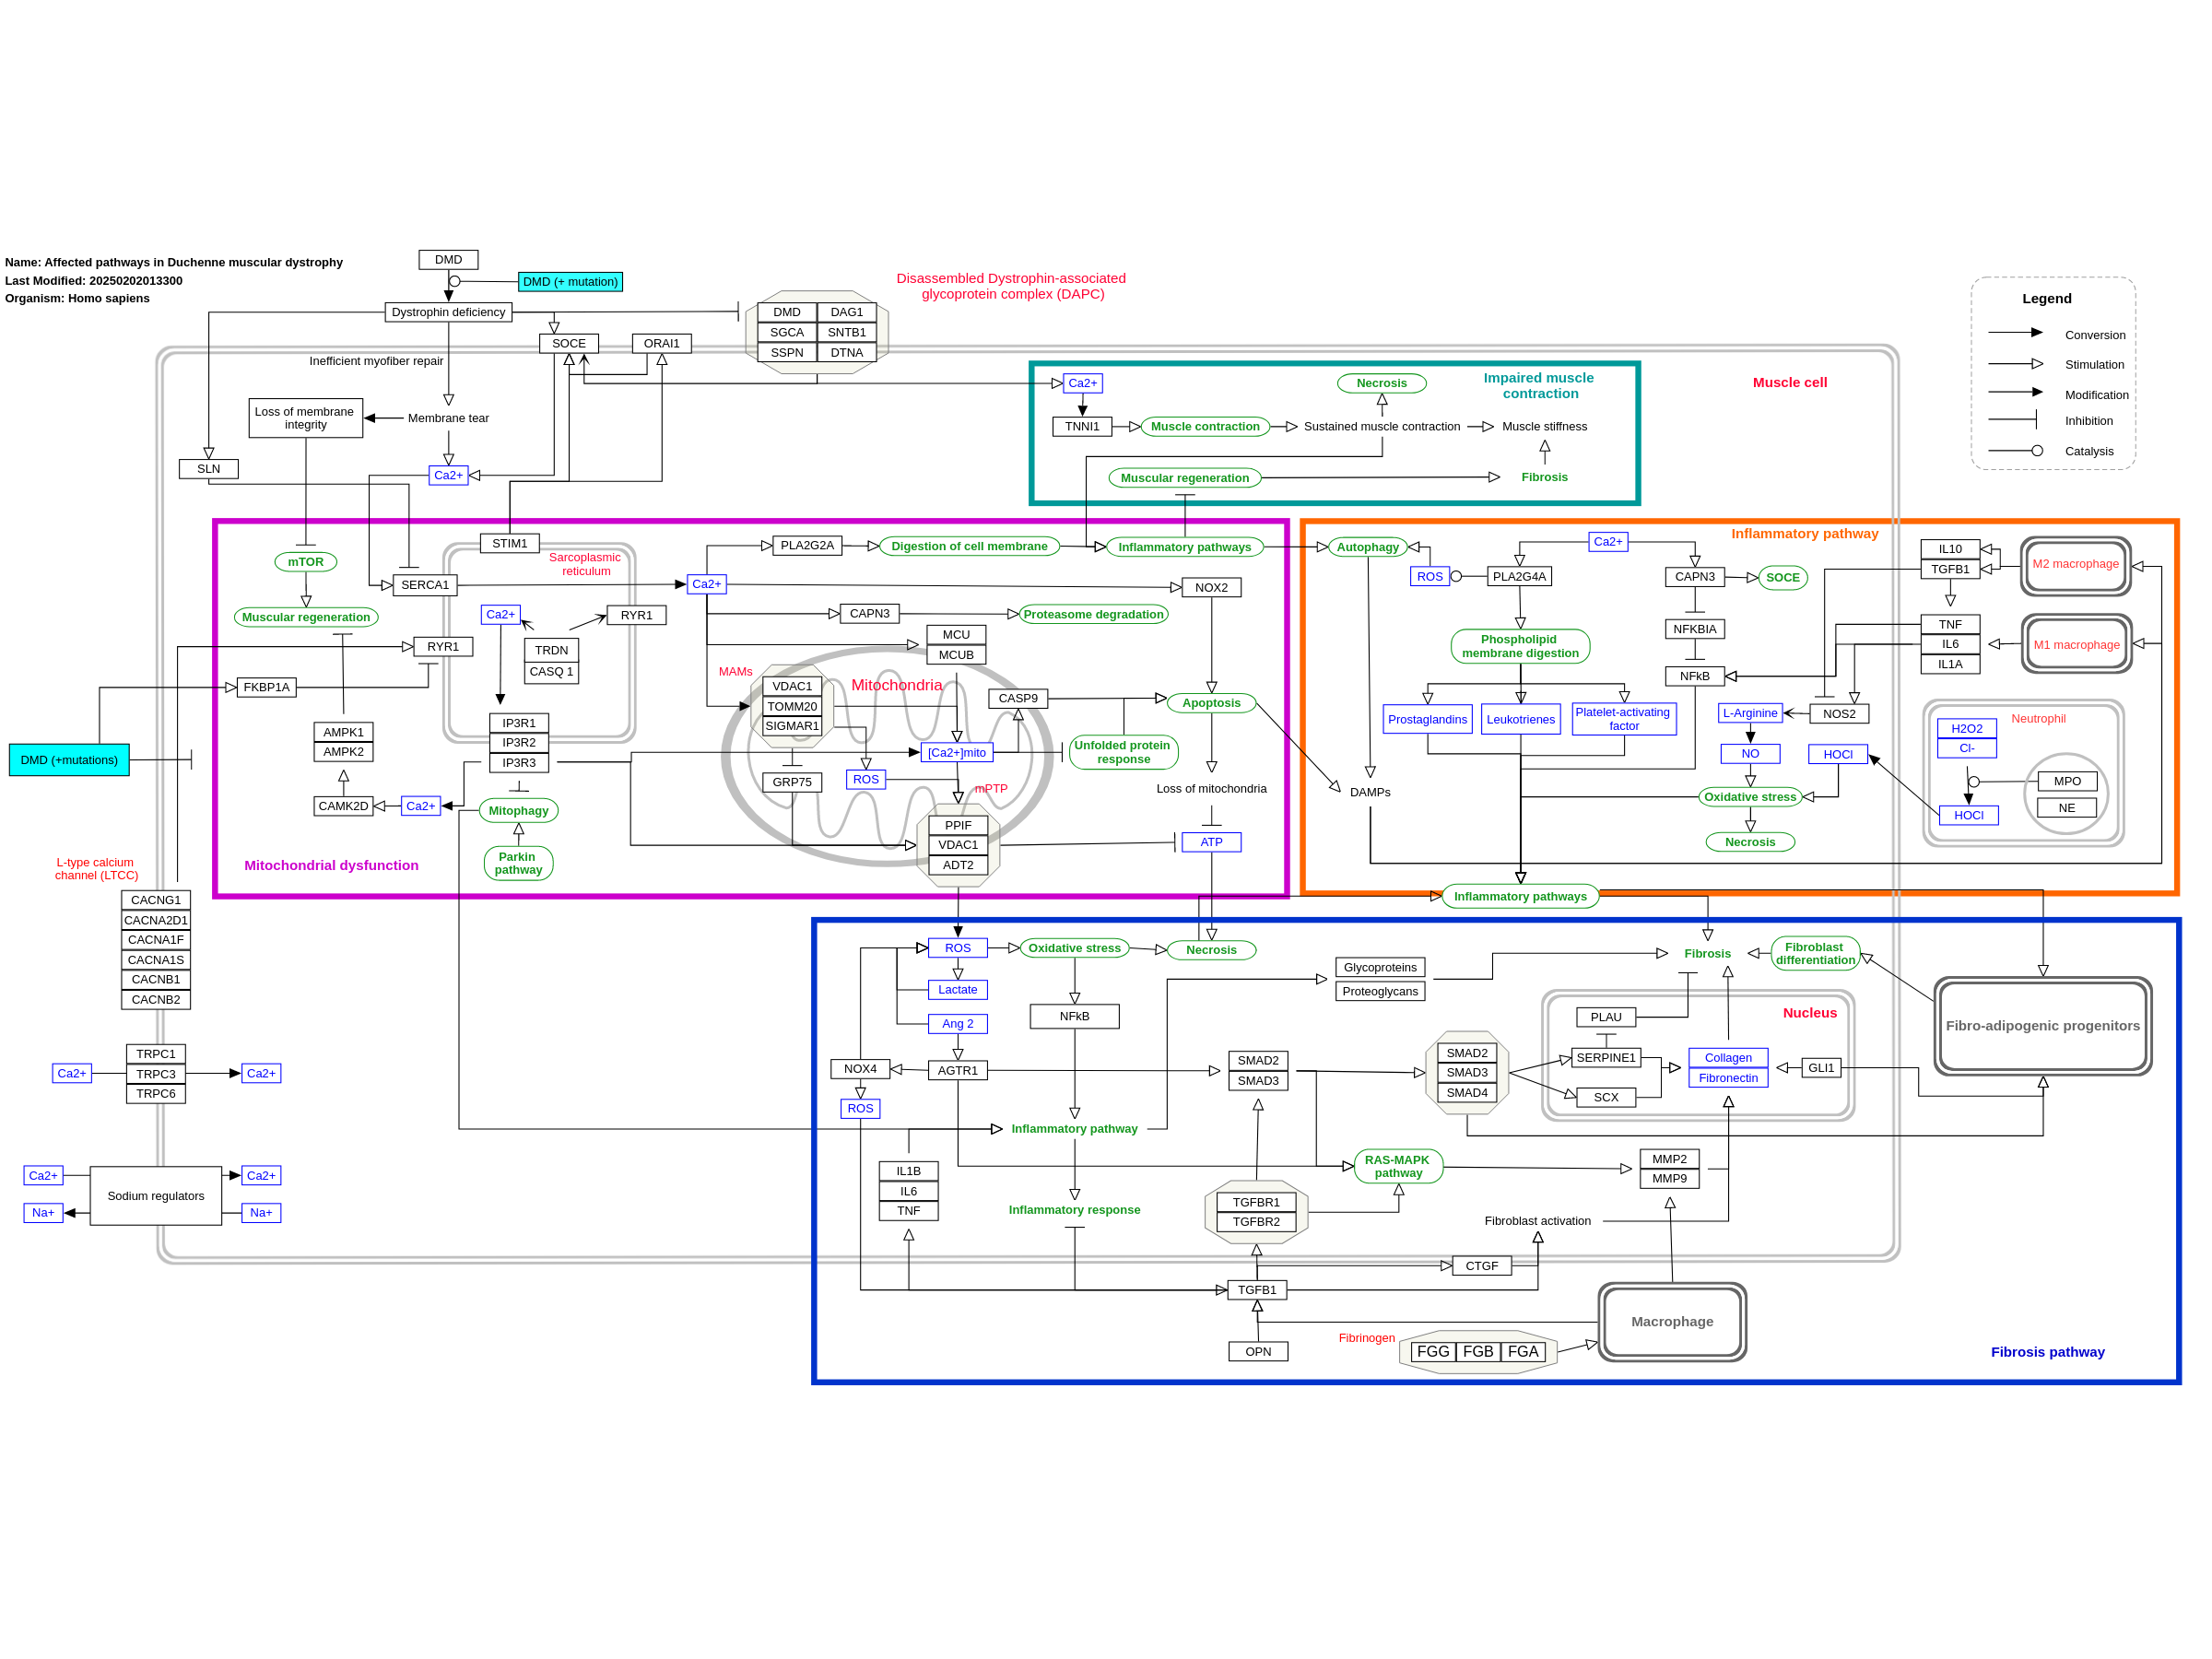 Name: Affected pathways in Duchenne muscular dystrophy
Last Modified: 20250202013300
Organism: Homo sapiens
DMD
DMD (+ mutation)
Dystrophin deficiency
SOCE
ORAI1
DMD
DAG1
SGCA
SNTB1
SSPN
DTNA
Disassembled Dystrophin-associated
glycoprotein complex (DAPC)
Legend
Conversion
Stimulation
Modification
Inhibition
Catalysis
Inefficient myofiber repair
Loss of membrane
integrity
Membrane tear
SLN
Ca2+
Ca2+
Necrosis
Impaired muscle
contraction
Muscle cell
TNNI1
Muscle contraction
Sustained muscle contraction
Muscle stiffness
Muscular regeneration
Fibrosis
mTOR
Muscular regeneration
STIM1
Sarcoplasmic
reticulum
SERCA1
Ca2+
RYR1
TRDN
CASQ 1
RYR1
FKBP1A
AMPK1
AMPK2
CAMK2D
Ca2+
IP3R1
IP3R2
IP3R3
Mitophagy
Parkin
pathway
Mitochondrial dysfunction
DMD (+mutations)
Ca2+
PLA2G2A
Digestion of cell membrane
Inflammatory pathways
NOX2
CAPN3
Proteasome degradation
MCU
MCUB
MAMs
VDAC1
TOMM20
SIGMAR1
Mitochondria
CASP9
Apoptosis
[Ca2+]mito
Unfolded protein
response
GRP75
ROS
mPTP
PPIF
VDAC1
ADT2
Loss of mitochondria
ATP
Inflammatory pathway
Autophagy
ROS
PLA2G4A
Ca2+
CAPN3
SOCE
NFKBIA
NFkB
Phospholipid
membrane digestion
Prostaglandins
Leukotrienes
Platelet-activating
factor
DAMPs
IL10
TGFB1
TNF
IL6
IL1A
M2 macrophage
M1 macrophage
L-Arginine
NOS2
NO
HOCl
Oxidative stress
Necrosis
Neutrophil
H2O2
Cl-
HOCl
MPO
NE
Inflammatory pathways
L-type calcium
channel (LTCC)
CACNG1
CACNA2D1
CACNA1F
CACNA1S
CACNB1
CACNB2
Ca2+
TRPC1
TRPC3
TRPC6
Ca2+
Ca2+
Na+
Sodium regulators
Ca2+
Na+
ROS
Oxidative stress
Necrosis
Lactate
Ang 2
NFkB
NOX4
AGTR1
ROS
Inflammatory pathway
IL1B
IL6
TNF
Inflammatory response
Glycoproteins
Proteoglycans
SMAD2
SMAD3
SMAD2
SMAD3
SMAD4
RAS-MAPK
pathway
TGFBR1
TGFBR2
TGFB1
OPN
CTGF
Fibroblast activation
Fibrosis
Fibroblast
differentiation
Nucleus
PLAU
SERPINE1
SCX
Collagen
Fibronectin
GLI1
Fibro-adipogenic progenitors
MMP2
MMP9
Macrophage
Fibrinogen
FGG
FGB
FGA
Fibrosis pathway